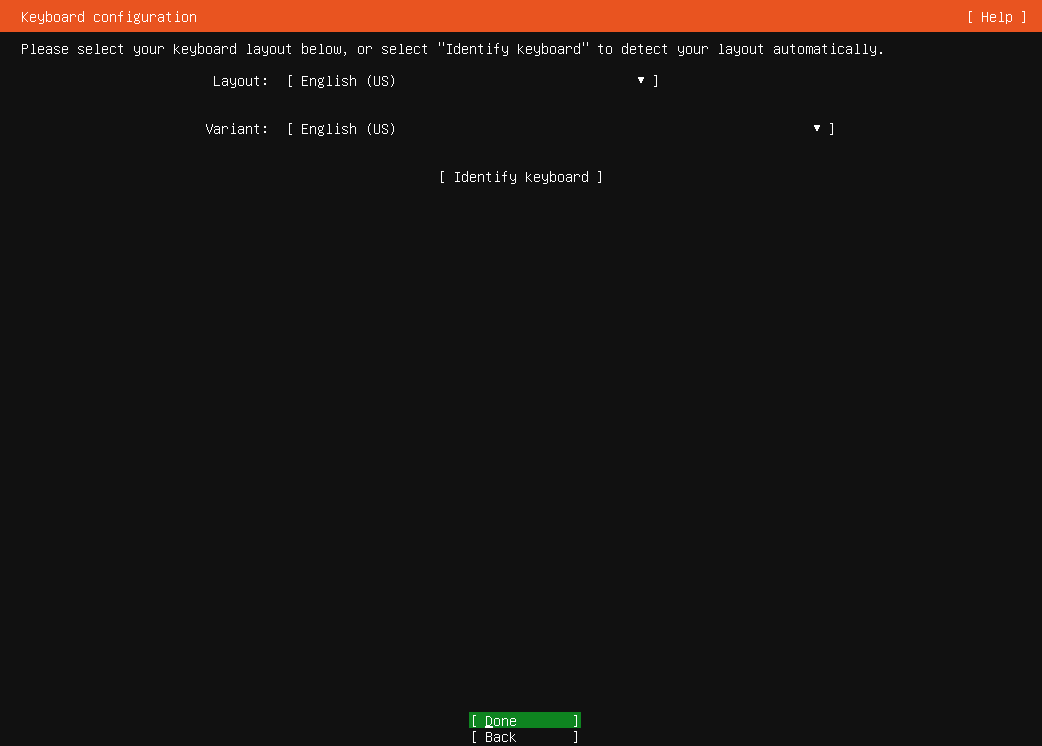 Keyboard configuration [ Help ]
Please select your keyboard layout below, or select "Identify keyboard" to detect your layout automatically.
Layout: [ English (US) ▾ ]
Variant: [ English (US) ▾ ]
[ Identify keyboard ]
[ Done ]
[ Back ]